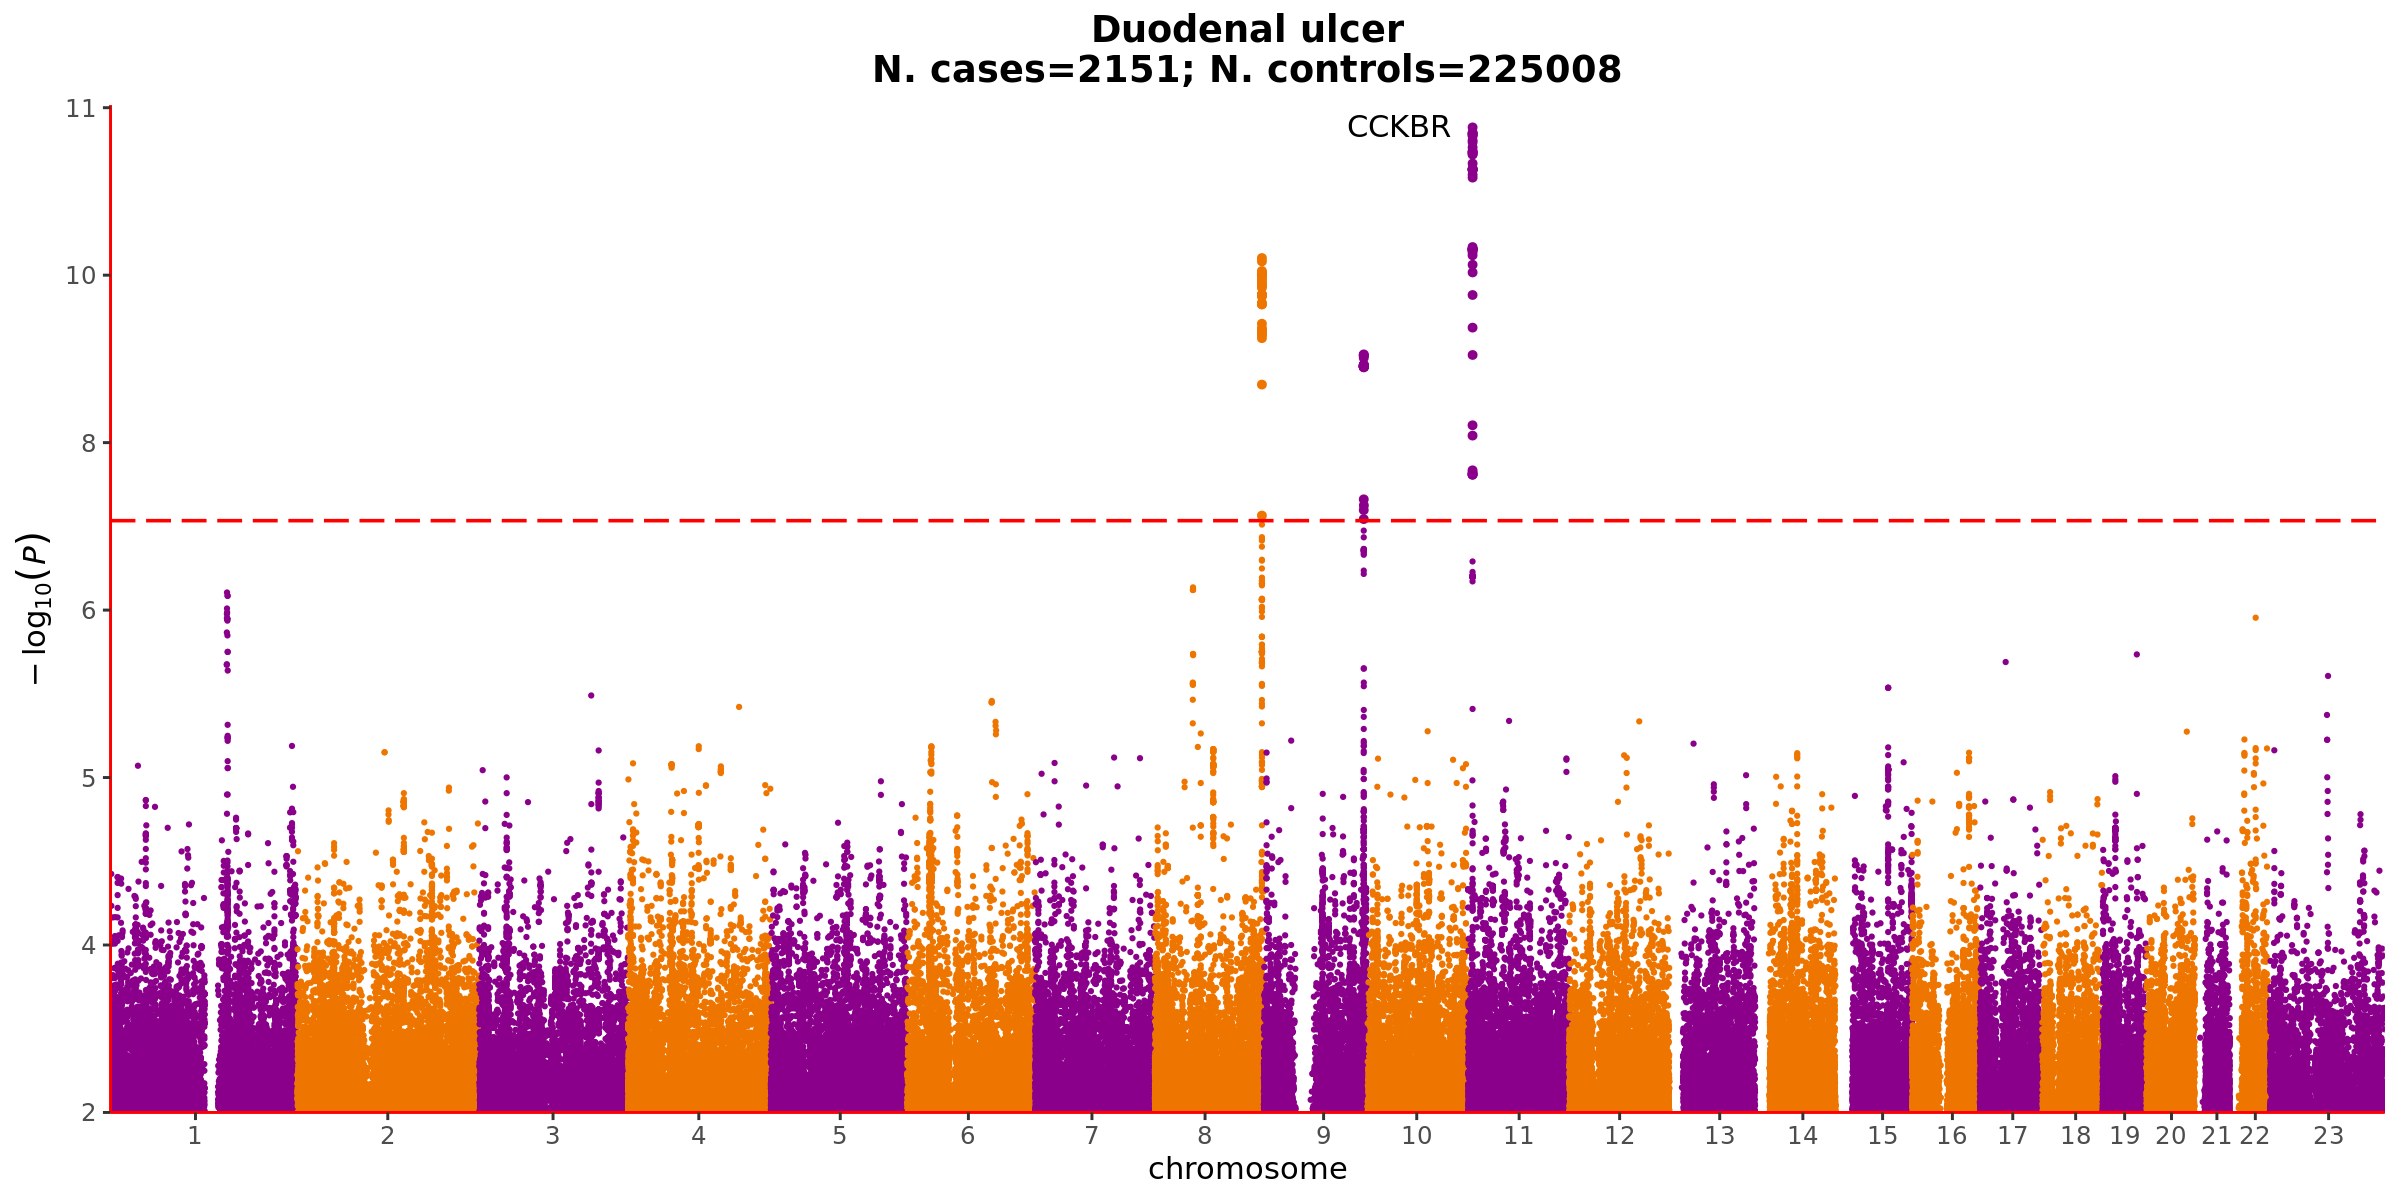 Duodenal ulcer
N. cases=2151; N. controls=225008
11
CCKBR
10
8
6
5
4
2
− log10(P)
1 2 3 4 5 6 7 8 9 10 11 12 13 14 15 16 17 18 19 20 21 22 23
chromosome